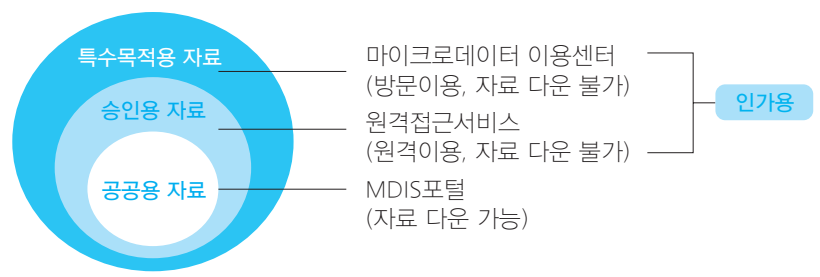 특수목적용 자료
마이크로데이터 이용센터
(방문이용, 자료 다운 불가)
승인용 자료
원격접근서비스
(원격이용, 자료 다운 불가)
인가용
공공용 자료
MDIS포털
(자료 다운 가능)